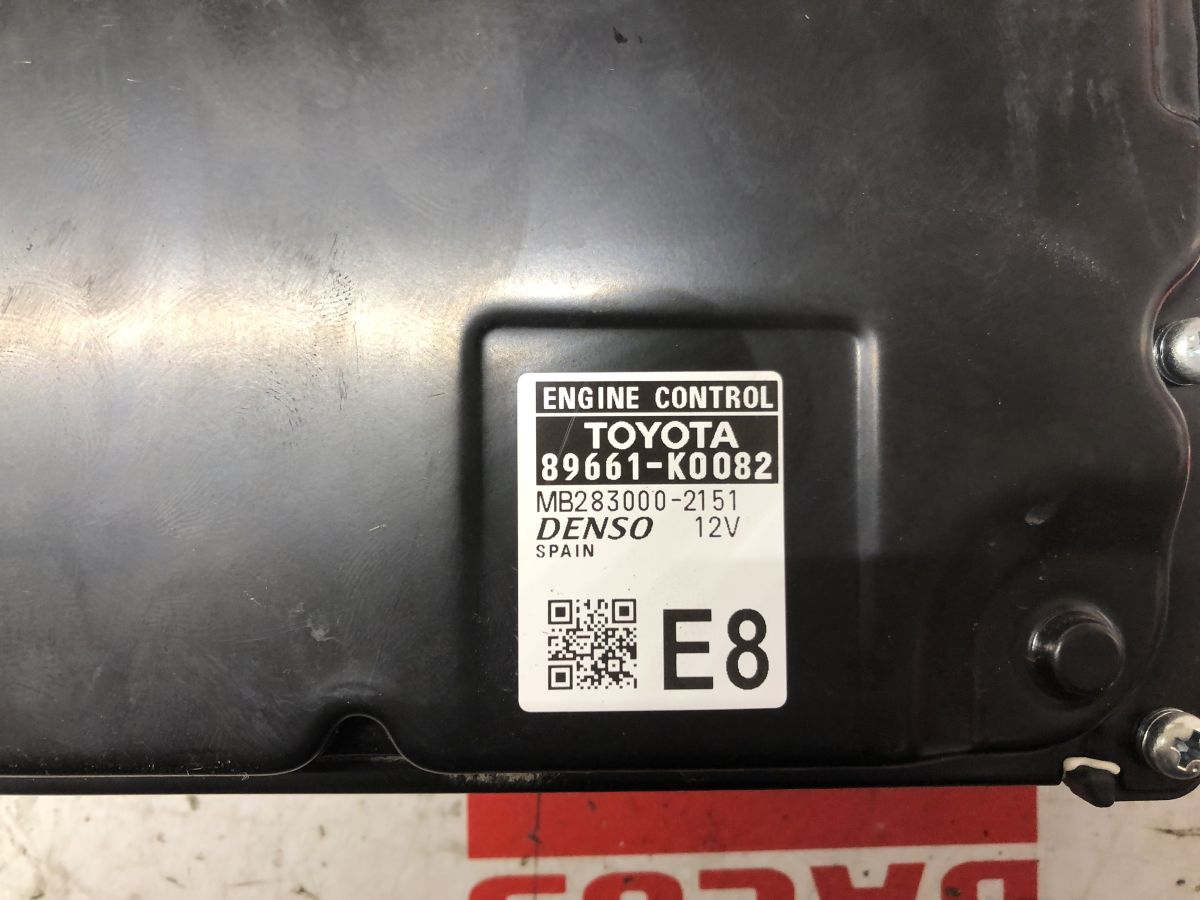 ENGINE CONTROL
TOYOTA
89661-K0082
MB283000-2151
DENSO 12V
SPAIN
E8